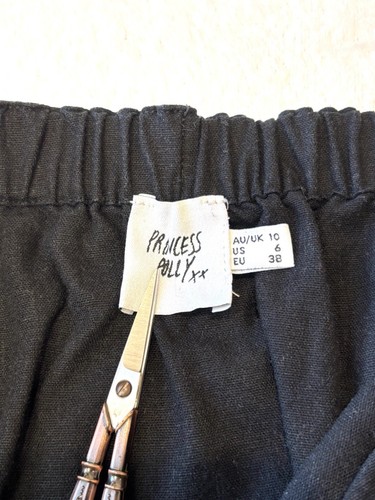 PRINCESS
POLLY xx
AU/UK 10
US 6
EU 38